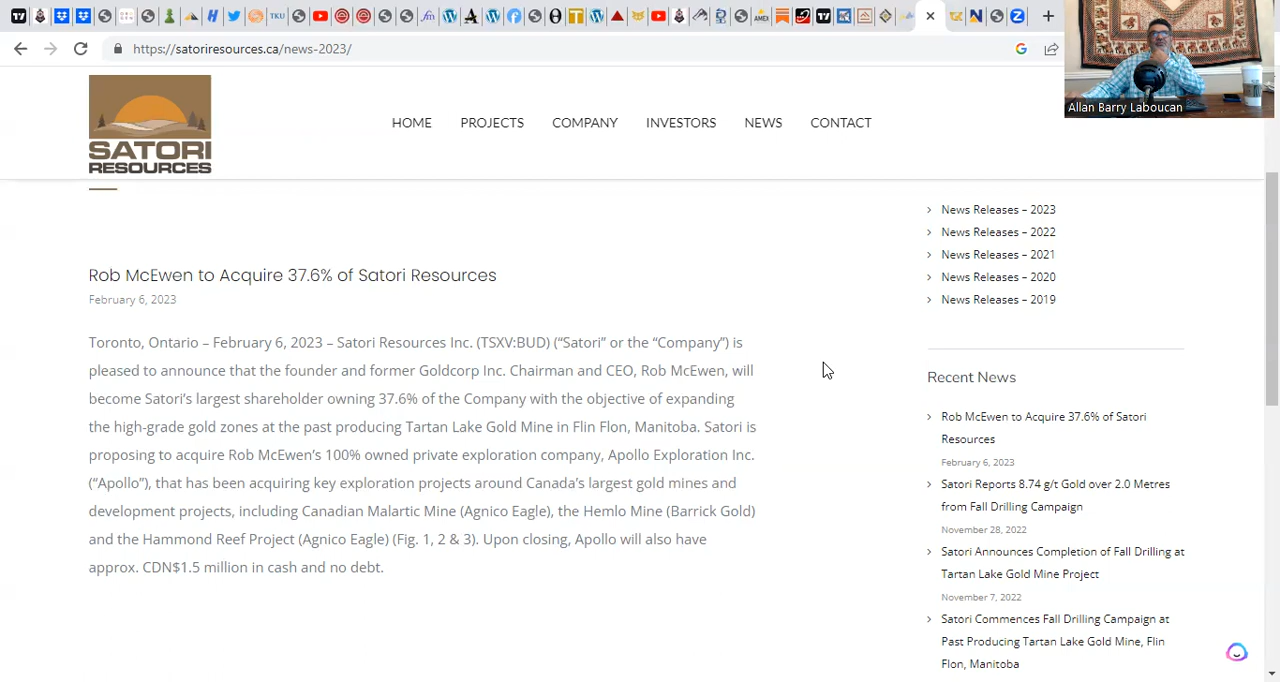 https://satoriresources.ca/news-2023/
Allan Barry Laboucan
SATORI
RESOURCES
HOME PROJECTS COMPANY INVESTORS NEWS CONTACT
Rob McEwen to Acquire 37.6% of Satori Resources
February 6, 2023
Toronto, Ontario – February 6, 2023 – Satori Resources Inc. (TSXV:BUD) (“Satori” or the “Company”) is
pleased to announce that the founder and former Goldcorp Inc. Chairman and CEO, Rob McEwen, will
become Satori’s largest shareholder owning 37.6% of the Company with the objective of expanding
the high-grade gold zones at the past producing Tartan Lake Gold Mine in Flin Flon, Manitoba. Satori is
proposing to acquire Rob McEwen’s 100% owned private exploration company, Apollo Exploration Inc.
(“Apollo”), that has been acquiring key exploration projects around Canada’s largest gold mines and
development projects, including Canadian Malartic Mine (Agnico Eagle), the Hemlo Mine (Barrick Gold)
and the Hammond Reef Project (Agnico Eagle) (Fig. 1, 2 & 3). Upon closing, Apollo will also have
approx. CDN$1.5 million in cash and no debt.
News Releases – 2023
News Releases – 2022
News Releases – 2021
News Releases – 2020
News Releases – 2019
Recent News
Rob McEwen to Acquire 37.6% of Satori
Resources
February 6, 2023
Satori Reports 8.74 g/t Gold over 2.0 Metres
from Fall Drilling Campaign
November 28, 2022
Satori Announces Completion of Fall Drilling at
Tartan Lake Gold Mine Project
November 7, 2022
Satori Commences Fall Drilling Campaign at
Past Producing Tartan Lake Gold Mine, Flin
Flon, Manitoba